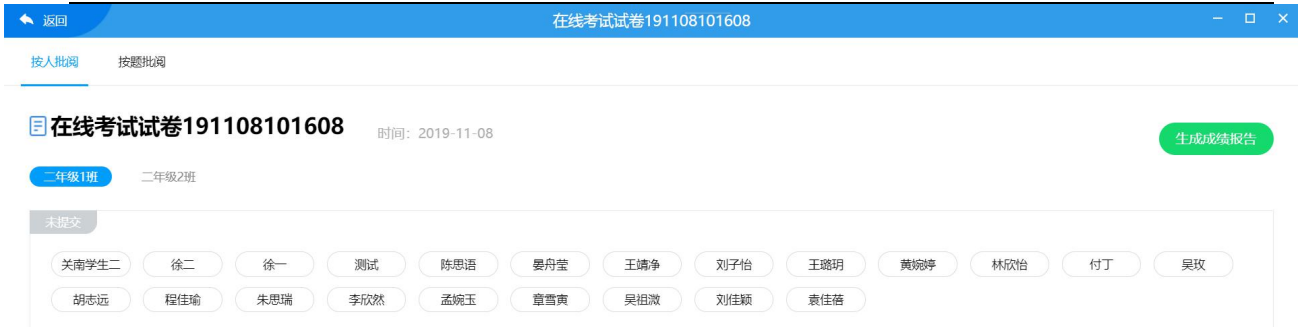 返回 在线考试试卷191108101608
按人批阅 按题批阅
在线考试试卷191108101608 时间：2019-11-08 生成成绩报告
二年级1班 二年级2班
未提交
关南学生二 徐二 徐一 测试 陈思语 晏舟莹 王婧净 刘子怡 王璐玥 黄婉婷 林欣怡 付丁 吴玫
胡志远 程佳瑜 朱思瑞 李欣然 孟婉玉 章雪寅 吴祖溦 刘佳颖 袁佳蓓